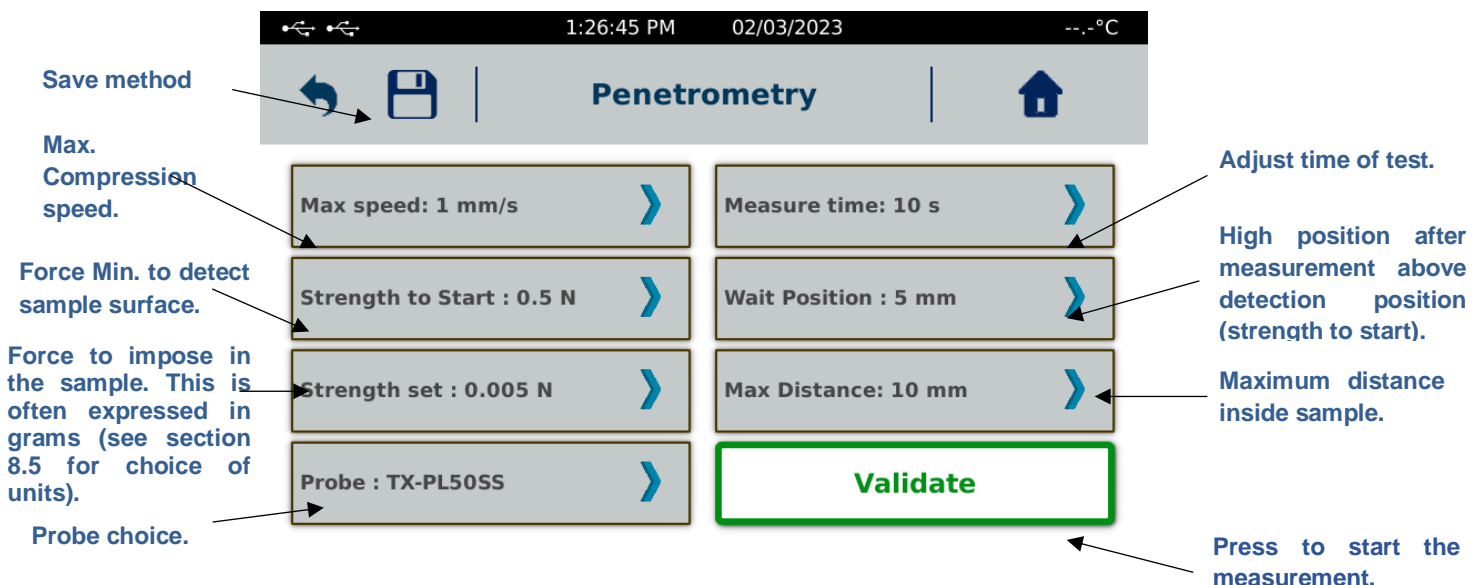 1:26:45 PM 02/03/2023 --.-°C
Penetrometry
Save method
Max.
Compression
speed.
Force Min. to detect
sample surface.
Force to impose in
the sample. This is
often expressed in
grams (see section
8.5 for choice of
units).
Probe choice.
Max speed: 1 mm/s
Strength to Start : 0.5 N
Strength set : 0.005 N
Probe : TX-PL50SS
Measure time: 10 s
Wait Position : 5 mm
Max Distance: 10 mm
Validate
Adjust time of test.
High position after
measurement above
detection position
(strength to start).
Maximum distance
inside sample.
Press to start the
measurement.